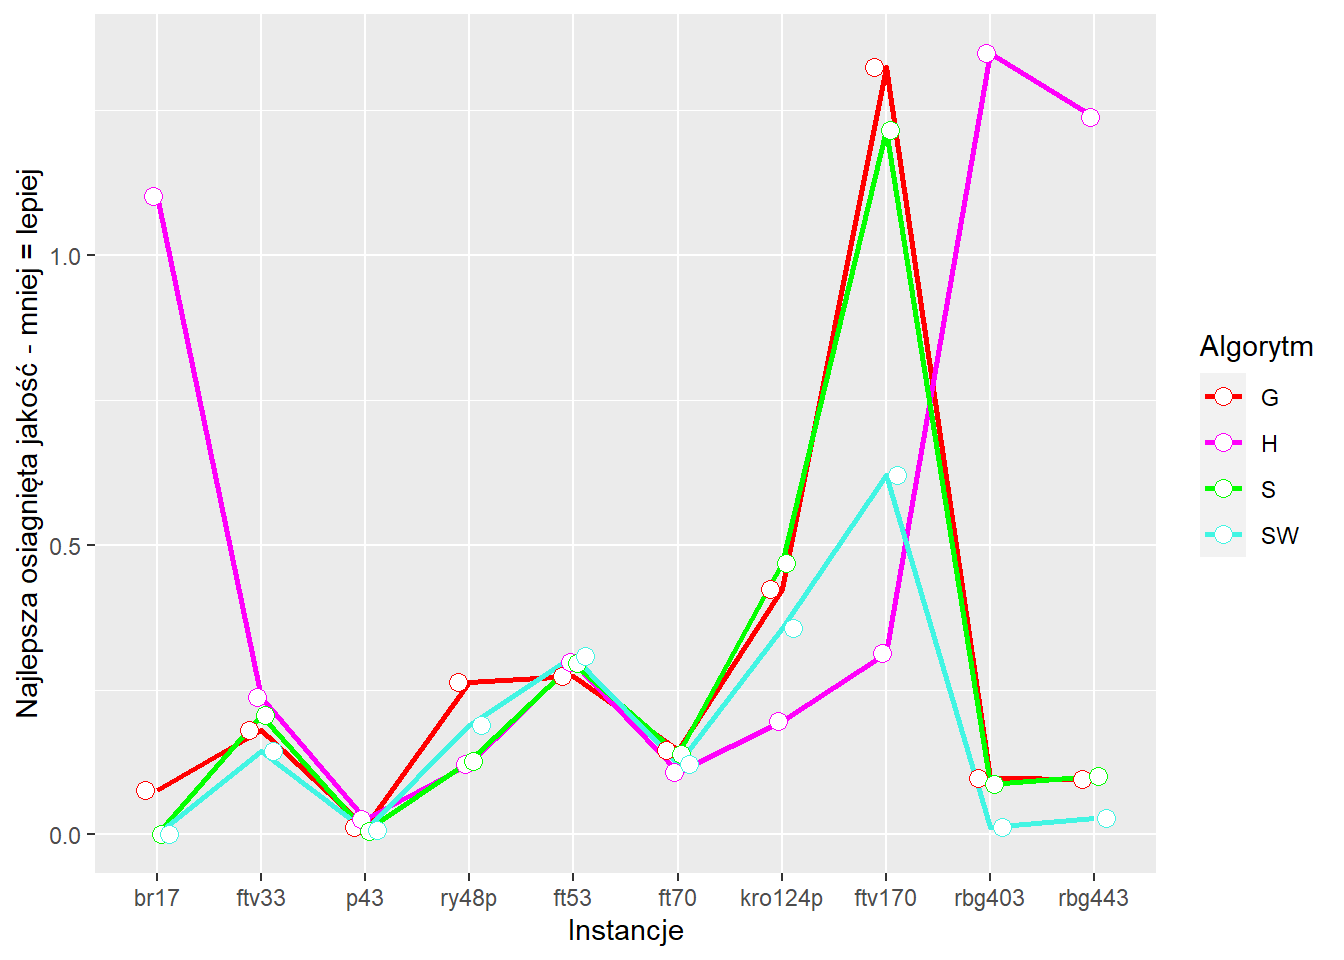 Najlepsza osiagnięta jakość - mniej = lepiej
1.0
0.5
0.0
br17 ftv33 p43 ry48p ft53 ft70 kro124p ftv170 rbg403 rbg443
Instancje
Algorytm
G
H
S
SW